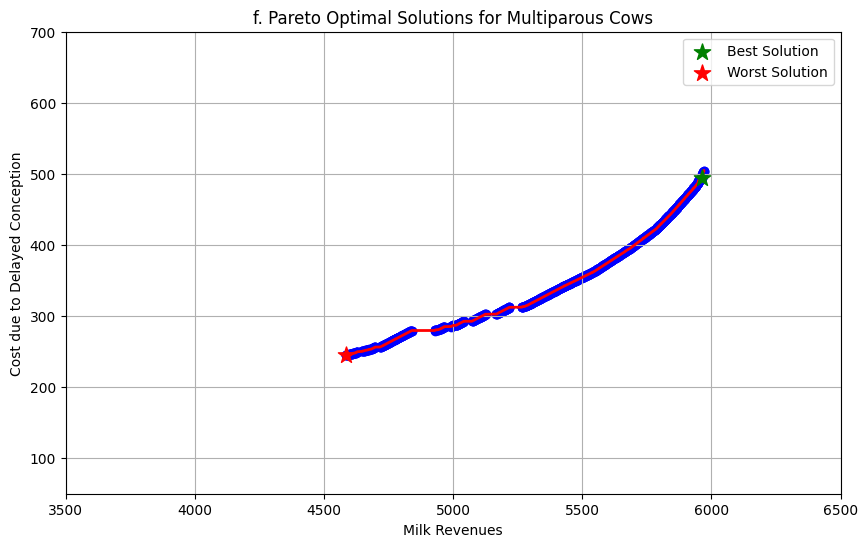 f. Pareto Optimal Solutions for Multiparous Cows
Best Solution
Worst Solution
Cost due to Delayed Conception
700
600
500
400
300
200
100
3500 4000 4500 5000 5500 6000 6500
Milk Revenues